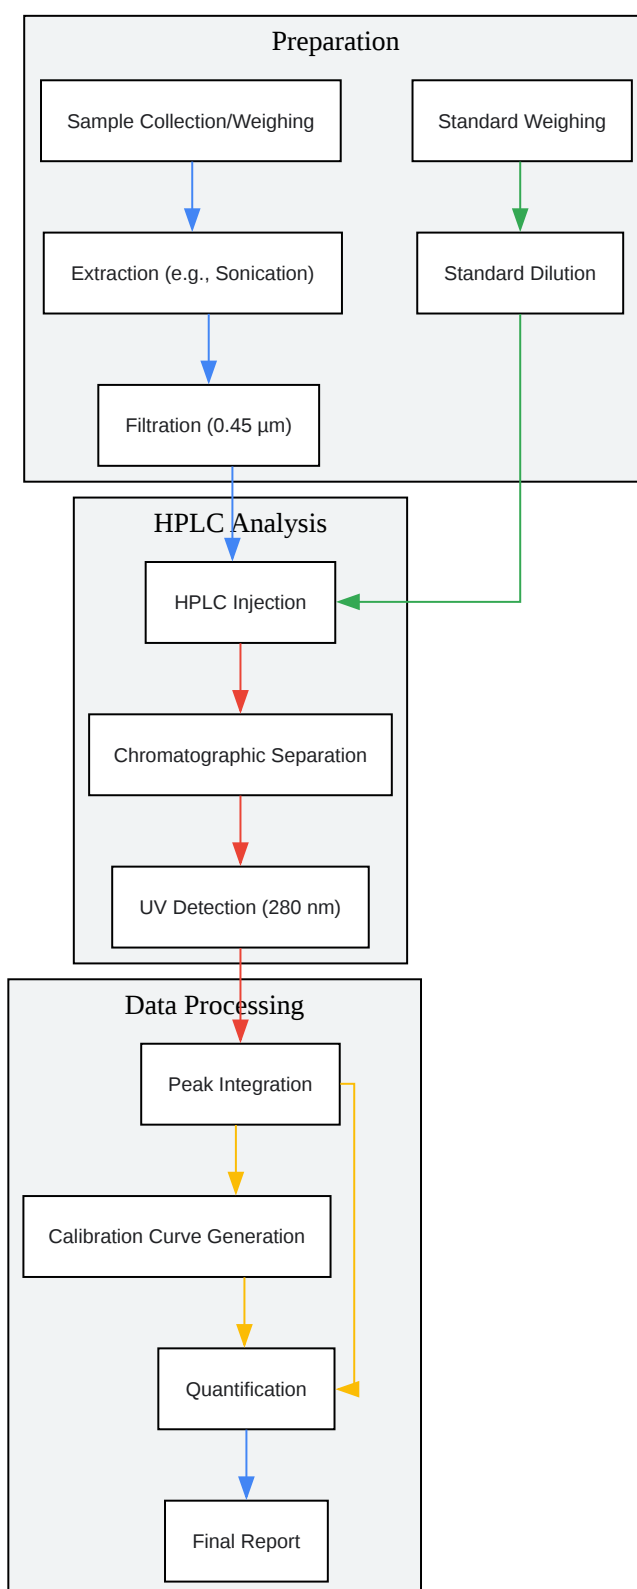 Preparation
Sample Collection/Weighing
Standard Weighing
Extraction (e.g., Sonication)
Standard Dilution
Filtration (0.45 µm)
HPLC Analysis
HPLC Injection
Chromatographic Separation
UV Detection (280 nm)
Data Processing
Peak Integration
Calibration Curve Generation
Quantification
Final Report